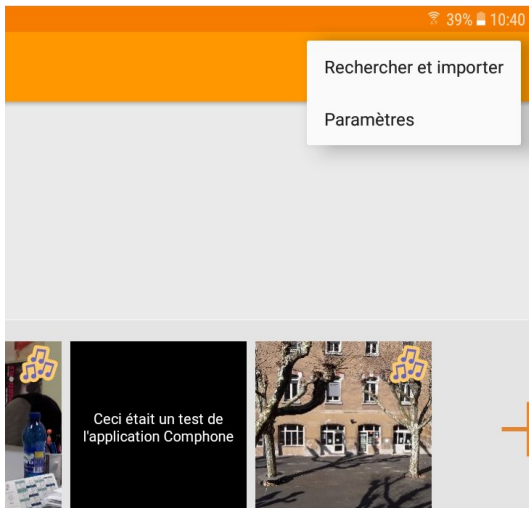 39% 10:40
Rechercher et importer
Paramètres
Ceci était un test de
l'application Comphone